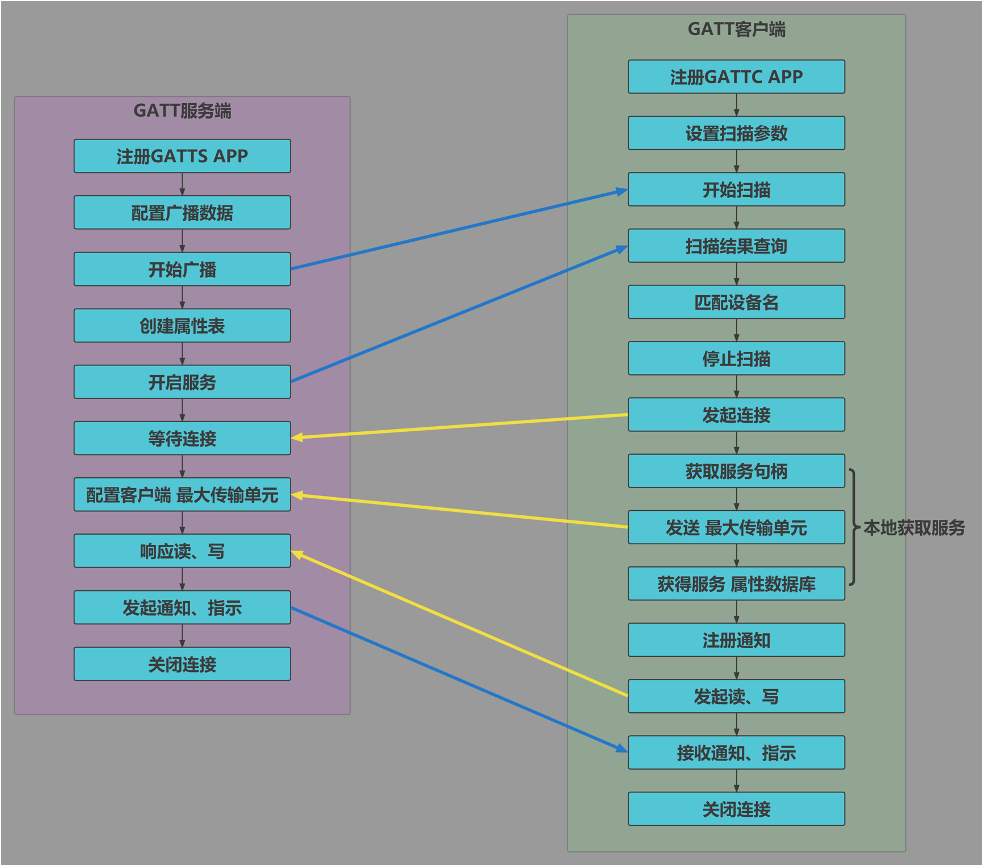 GATT服务端
注册GATTS APP
配置广播数据
开始广播
创建属性表
开启服务
等待连接
配置客户端 最大传输单元
响应读、写
发起通知、指示
关闭连接
GATT客户端
注册GATTC APP
设置扫描参数
开始扫描
扫描结果查询
匹配设备名
停止扫描
发起连接
获取服务句柄
发送 最大传输单元
获得服务 属性数据库
本地获取服务
注册通知
发起读、写
接收通知、指示
关闭连接